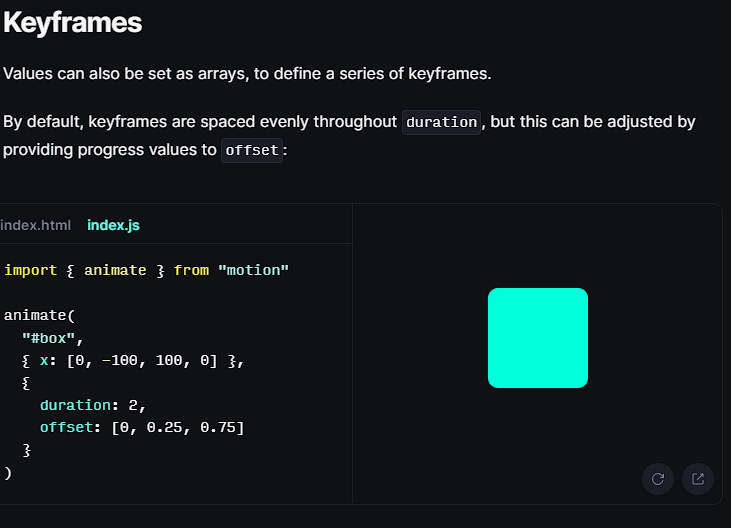 Keyframes
Values can also be set as arrays, to define a series of keyframes.
By default, keyframes are spaced evenly throughout duration, but this can be adjusted by
providing progress values to offset:
index.html index.js
import { animate } from "motion"
animate(
"#box",
{ x: [0, -100, 100, 0] },
{
duration: 2,
offset: [0, 0.25, 0.75]
}
)